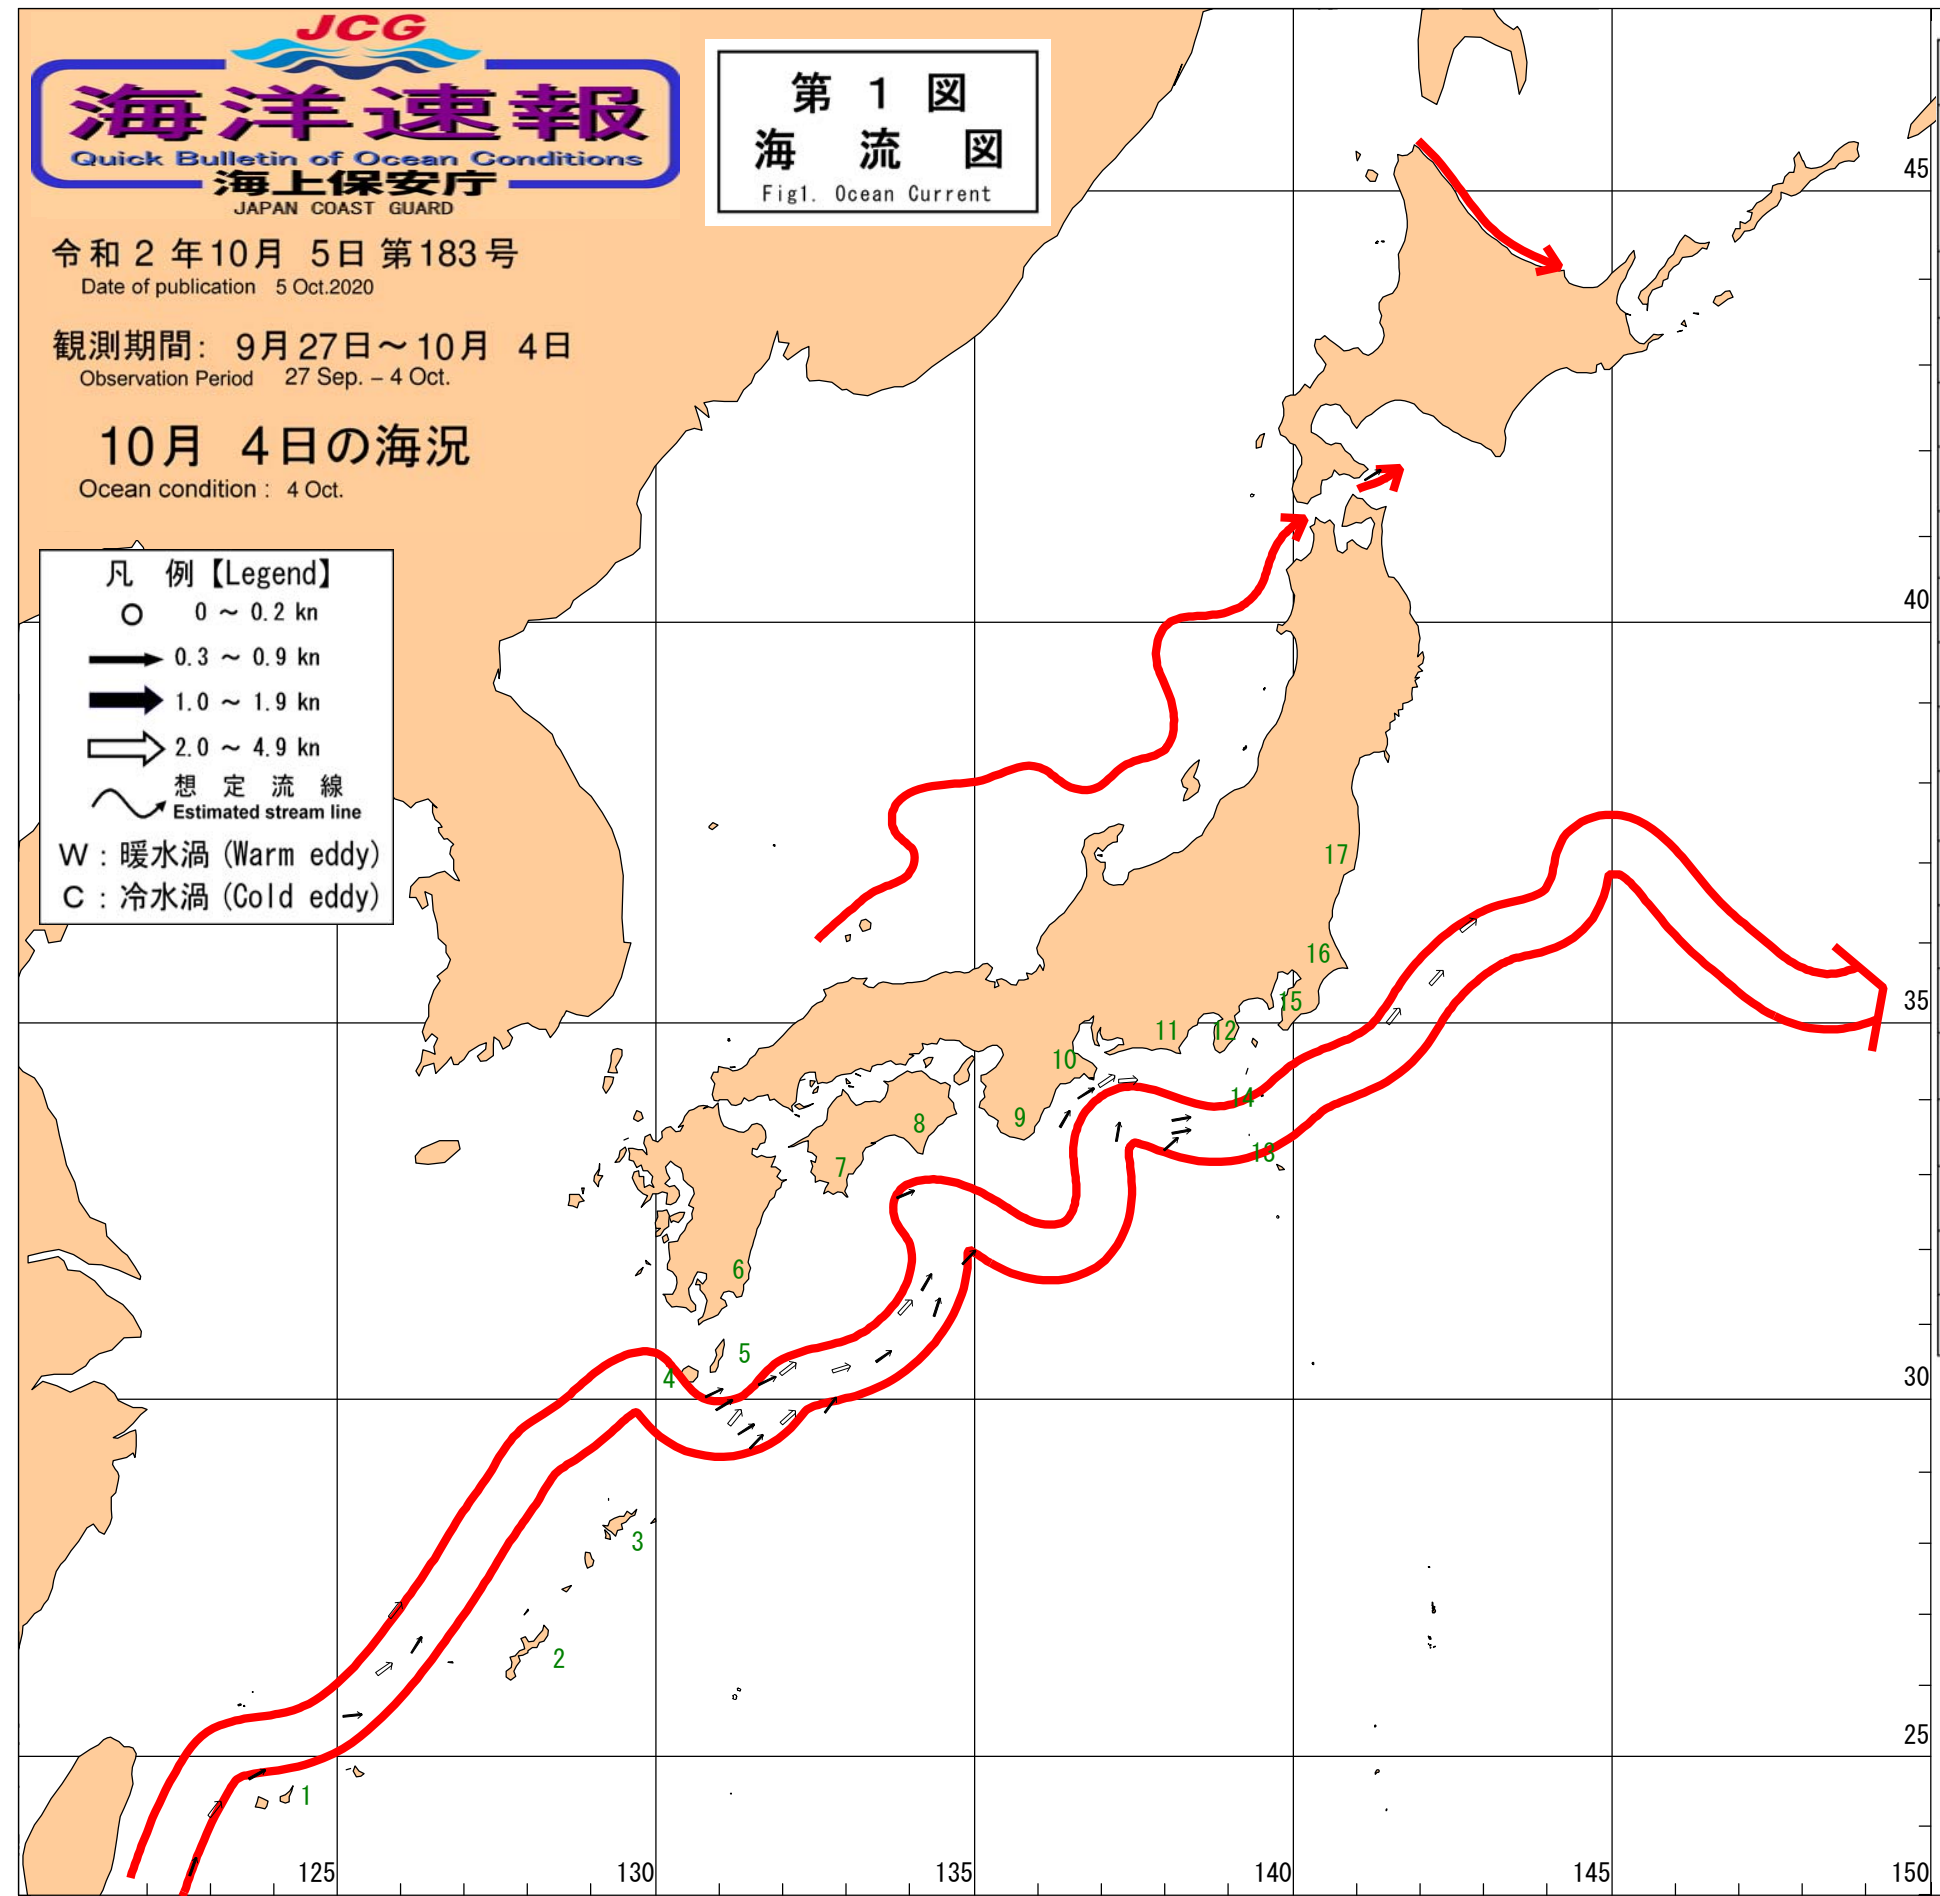 JCG
海洋速報
Quick Bulletin of Ocean Conditions
海上保安庁
JAPAN COAST GUARD
第 1 図
海 流 図
Fig1. Ocean Current
令和 2 年10月 5日 第183号
Date of publication 5 Oct.2020
観測期間: 9月27日～10月 4日
Observation Period 27 Sep. – 4 Oct.
10月 4日の海況
Ocean condition : 4 Oct.
凡 例【Legend】
0 ～ 0.2 kn
0.3 ～ 0.9 kn
1.0 ～ 1.9 kn
2.0 ～ 4.9 kn
想 定 流 線
Estimated stream line
W : 暖水渦 (Warm eddy)
C : 冷水渦 (Cold eddy)
45
40
35
30
25
125
130
135
140
145
150
17
16
15
12
11
10
14
13
9
8
7
6
5
4
3
2
1